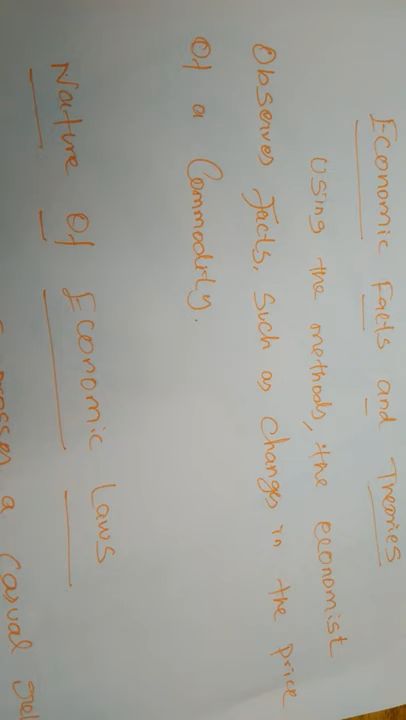 Economic Facts and Theories
Using the methods, the economist
Observes facts, such as changes in the price
Of a Commodity.
Nature Of Economic Laws
a Casual